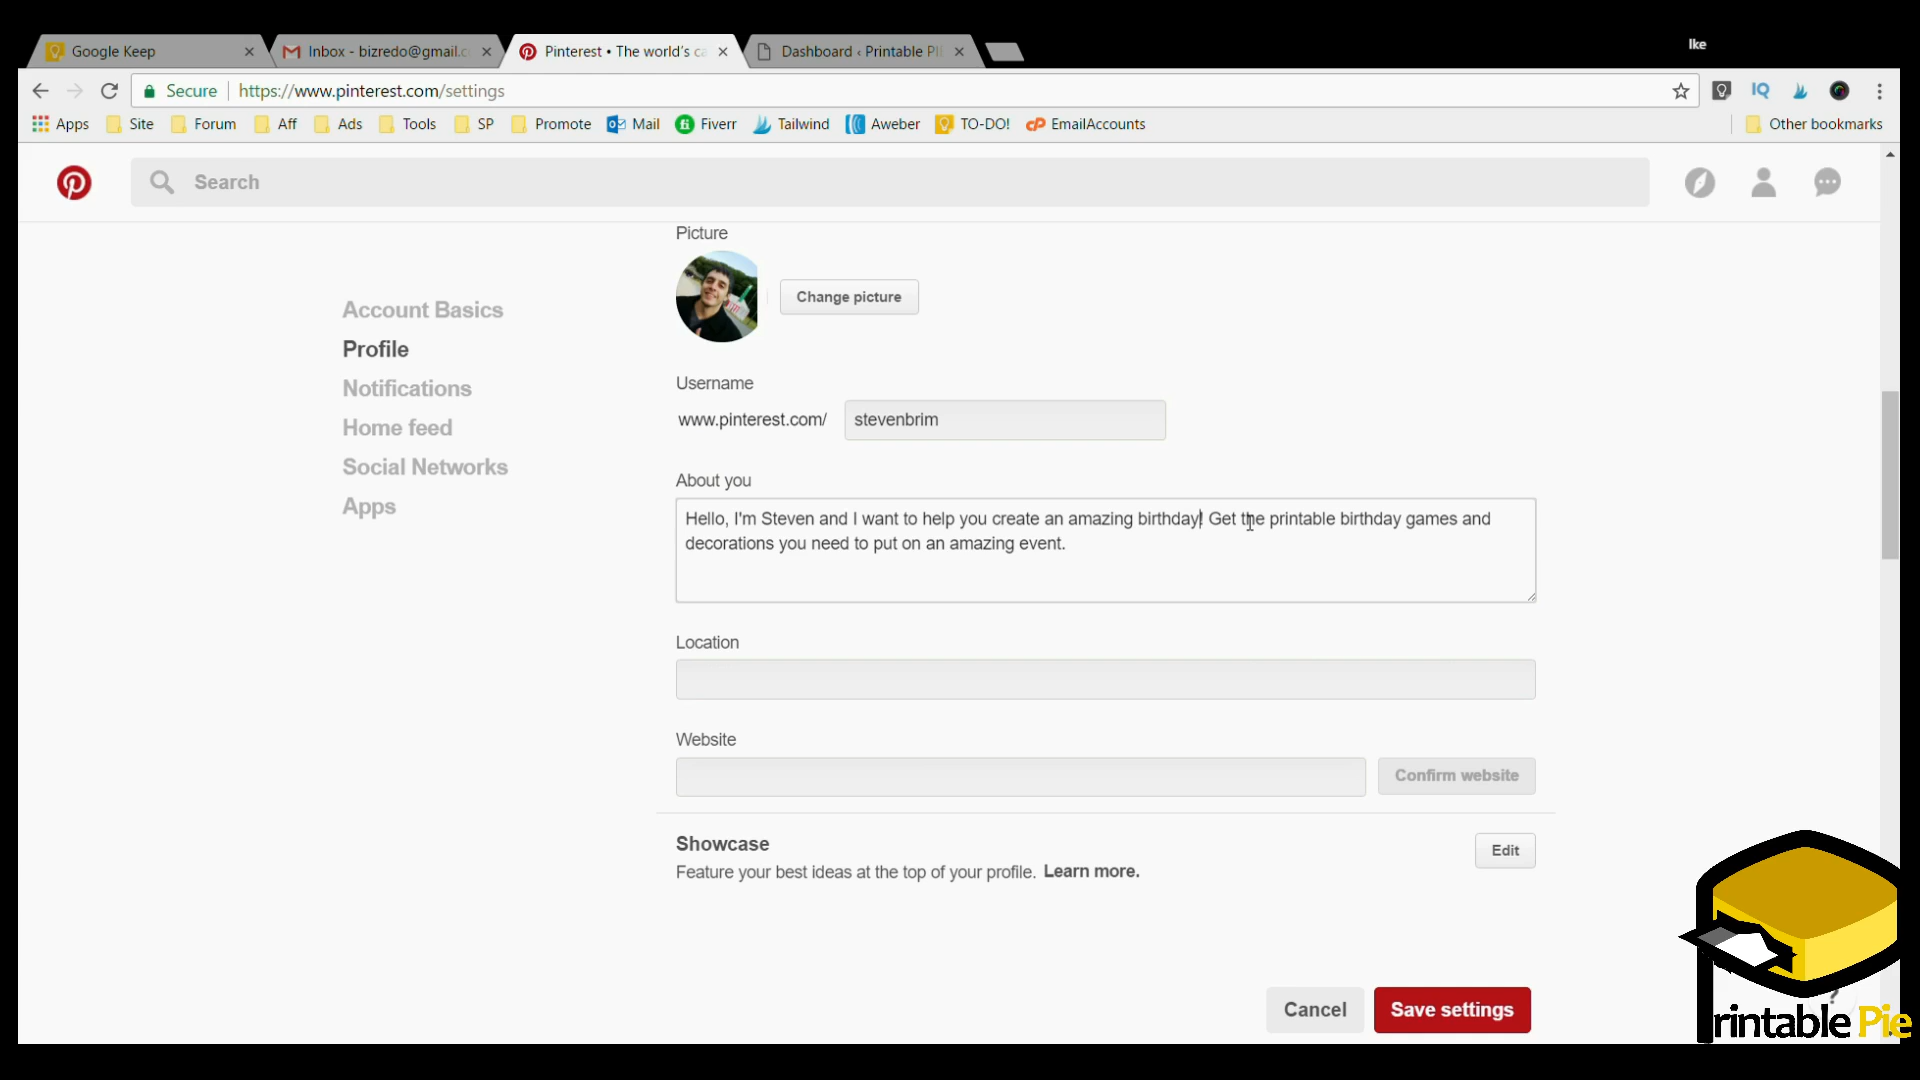 Ike
Google Keep
Inbox - bizredo@gmail.c
Pinterest • The world's ca
Dashboard ‹ Printable Pi
Secure
https://www.pinterest.com/settings
IQ
Apps
Site
Forum
Aff
Ads
Tools
SP
Promote
Mail
Fiverr
Tailwind
Aweber
TO-DO!
cP EmailAccounts
Other bookmarks
Search
Picture
Change picture
Account Basics
Profile
Notifications
Home feed
Social Networks
Apps
Username
www.pinterest.com/
stevenbrim
About you
Hello, I'm Steven and I want to help you create an amazing birthday! Get the printable birthday games and
decorations you need to put on an amazing event.
Location
Website
Confirm website
Showcase
Edit
Feature your best ideas at the top of your profile. Learn more.
Cancel
Save settings
?
Printable Pie